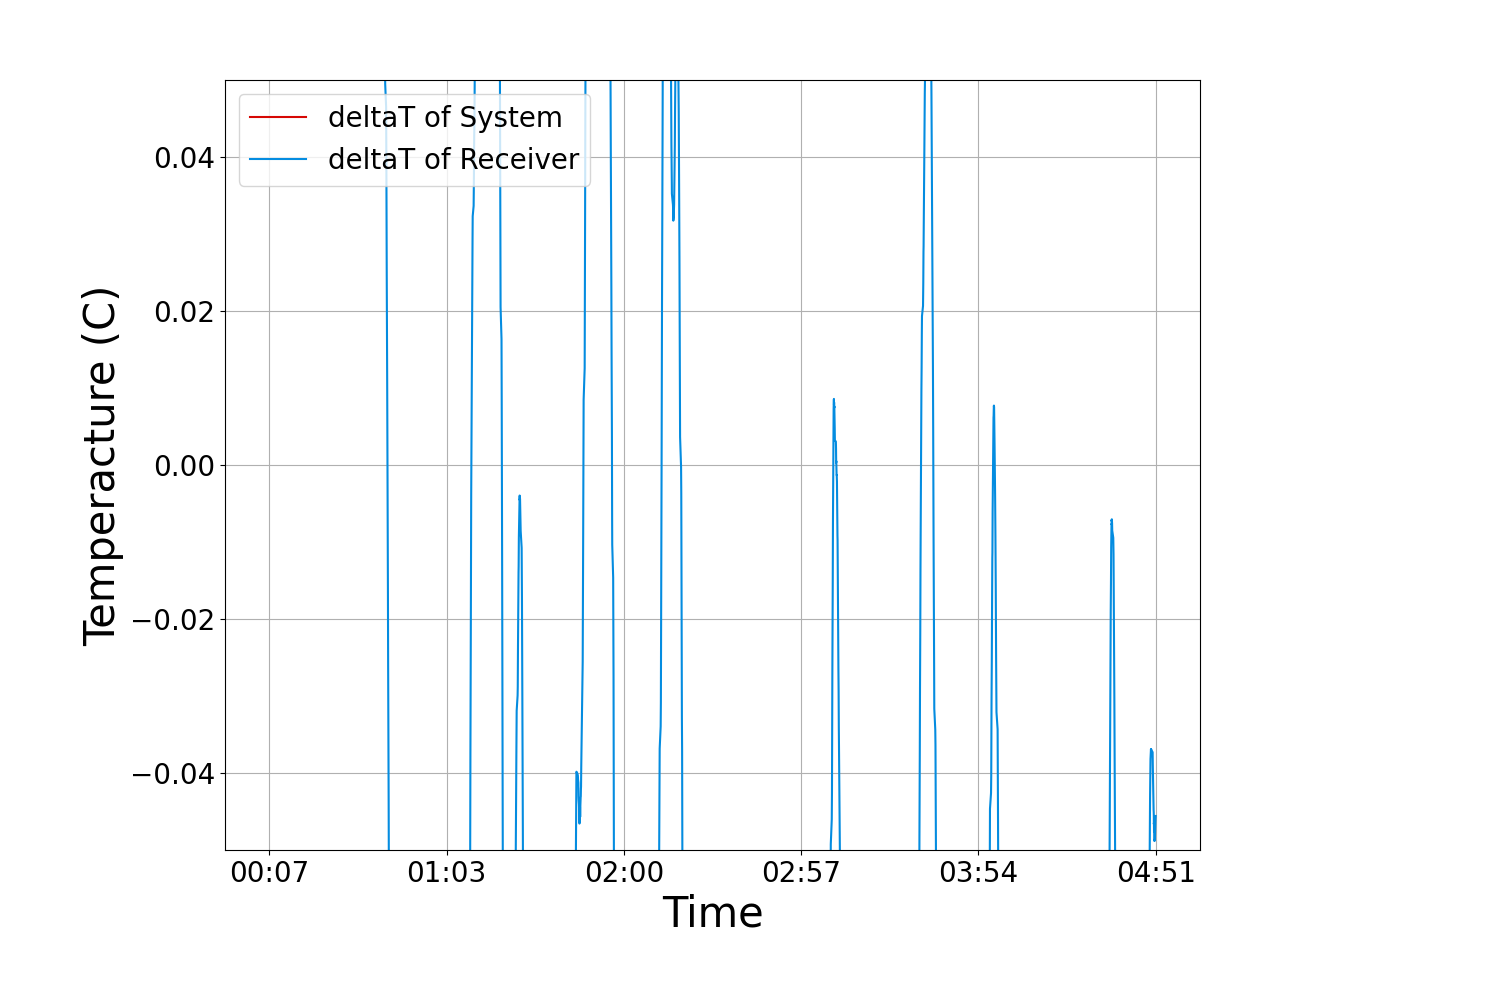 deltaT of System
deltaT of Receiver
0.04
0.02
0.00
−0.02
−0.04
Temperacture (C)
00:07 01:03 02:00 02:57 03:54 04:51
Time